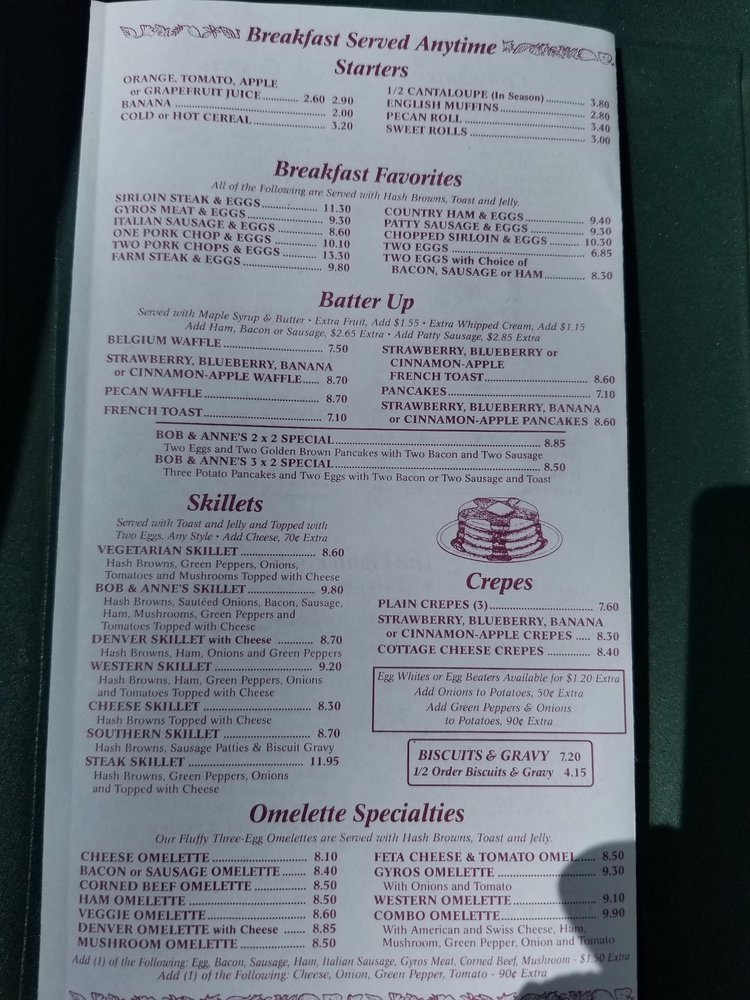 Breakfast Served Anytime
Starters
ORANGE, TOMATO, APPLE
or GRAPEFRUIT JUICE ............ 2.60 2.90
BANANA ............ 2.00
COLD or HOT CEREAL ............ 3.20
1/2 CANTALOUPE (In Season) ............ 3.80
ENGLISH MUFFINS ............ 2.80
PECAN ROLL ............ 3.40
SWEET ROLLS ............ 3.00
Breakfast Favorites
All of the Following are Served with Hash Browns, Toast and Jelly.
SIRLOIN STEAK & EGGS ............ 11.30
GYROS MEAT & EGGS ............ 9.30
ITALIAN SAUSAGE & EGGS ............ 8.60
ONE PORK CHOP & EGGS ............ 10.10
TWO PORK CHOPS & EGGS ............ 13.30
FARM STEAK & EGGS ............ 9.80
COUNTRY HAM & EGGS ............ 9.40
PATTY SAUSAGE & EGGS ............ 9.30
CHOPPED SIRLOIN & EGGS ............ 10.30
TWO EGGS ............ 6.85
TWO EGGS with Choice of
BACON, SAUSAGE or HAM ............ 8.30
Batter Up
Served with Maple Syrup & Butter • Extra Fruit, Add $1.55 • Extra Whipped Cream, Add $1.15
Add Ham, Bacon or Sausage, $2.65 Extra • Add Patty Sausage, $2.85 Extra
BELGIUM WAFFLE ............ 7.50
STRAWBERRY, BLUEBERRY, BANANA
or CINNAMON-APPLE WAFFLE ..... 8.70
PECAN WAFFLE ............ 8.70
FRENCH TOAST ............ 7.10
STRAWBERRY, BLUEBERRY or
CINNAMON-APPLE
FRENCH TOAST ............ 8.60
PANCAKES ............ 7.10
STRAWBERRY, BLUEBERRY, BANANA
or CINNAMON-APPLE PANCAKES 8.60
BOB & ANNE'S 2 x 2 SPECIAL ............ 8.85
Two Eggs and Two Golden Brown Pancakes with Two Bacon and Two Sausage
BOB & ANNE'S 3 x 2 SPECIAL ............ 8.50
Three Potato Pancakes and Two Eggs with Two Bacon or Two Sausage and Toast
Skillets
Served with Toast and Jelly and Topped with
Two Eggs, Any Style • Add Cheese, 70¢ Extra
VEGETARIAN SKILLET ............ 8.60
Hash Browns, Green Peppers, Onions,
Tomatoes and Mushrooms Topped with Cheese
BOB & ANNE'S SKILLET ............ 9.80
Hash Browns, Sautéed Onions, Bacon, Sausage,
Ham, Mushrooms, Green Peppers and
Tomatoes Topped with Cheese
DENVER SKILLET with Cheese ............ 8.70
Hash Browns, Ham, Onions and Green Peppers
WESTERN SKILLET ............ 9.20
Hash Browns, Ham, Green Peppers, Onions
and Tomatoes Topped with Cheese
CHEESE SKILLET ............ 8.30
Hash Browns Topped with Cheese
SOUTHERN SKILLET ............ 8.70
Hash Browns, Sausage Patties & Biscuit Gravy
STEAK SKILLET ............ 11.95
Hash Browns, Green Peppers, Onions
and Topped with Cheese
Crepes
PLAIN CREPES (3) ............ 7.60
STRAWBERRY, BLUEBERRY, BANANA
or CINNAMON-APPLE CREPES ..... 8.30
COTTAGE CHEESE CREPES ............ 8.40
Egg Whites or Egg Beaters Available for $1.20 Extra
Add Onions to Potatoes, 50¢ Extra
Add Green Peppers & Onions
to Potatoes, 90¢ Extra
BISCUITS & GRAVY 7.20
1/2 Order Biscuits & Gravy 4.15
Omelette Specialties
Our Fluffy Three-Egg Omelettes are Served with Hash Browns, Toast and Jelly.
CHEESE OMELETTE ............ 8.10
BACON or SAUSAGE OMELETTE ....... 8.40
CORNED BEEF OMELETTE ............ 8.50
HAM OMELETTE ............ 8.50
VEGGIE OMELETTE ............ 8.60
DENVER OMELETTE with Cheese ...... 8.85
MUSHROOM OMELETTE ............ 8.50
FETA CHEESE & TOMATO OMEL ..... 8.50
GYROS OMELETTE ............ 9.30
With Onions and Tomato
WESTERN OMELETTE ............ 9.10
COMBO OMELETTE ............ 9.90
With American and Swiss Cheese, Ham,
Mushroom, Green Pepper, Onion and Tomato
Add (1) of the Following: Egg, Bacon, Sausage, Ham, Italian Sausage, Gyros Meat, Corned Beef, Mushroom - $1.50 Extra
Add (1) of the Following: Cheese, Onion, Green Pepper, Tomato - 90¢ Extra